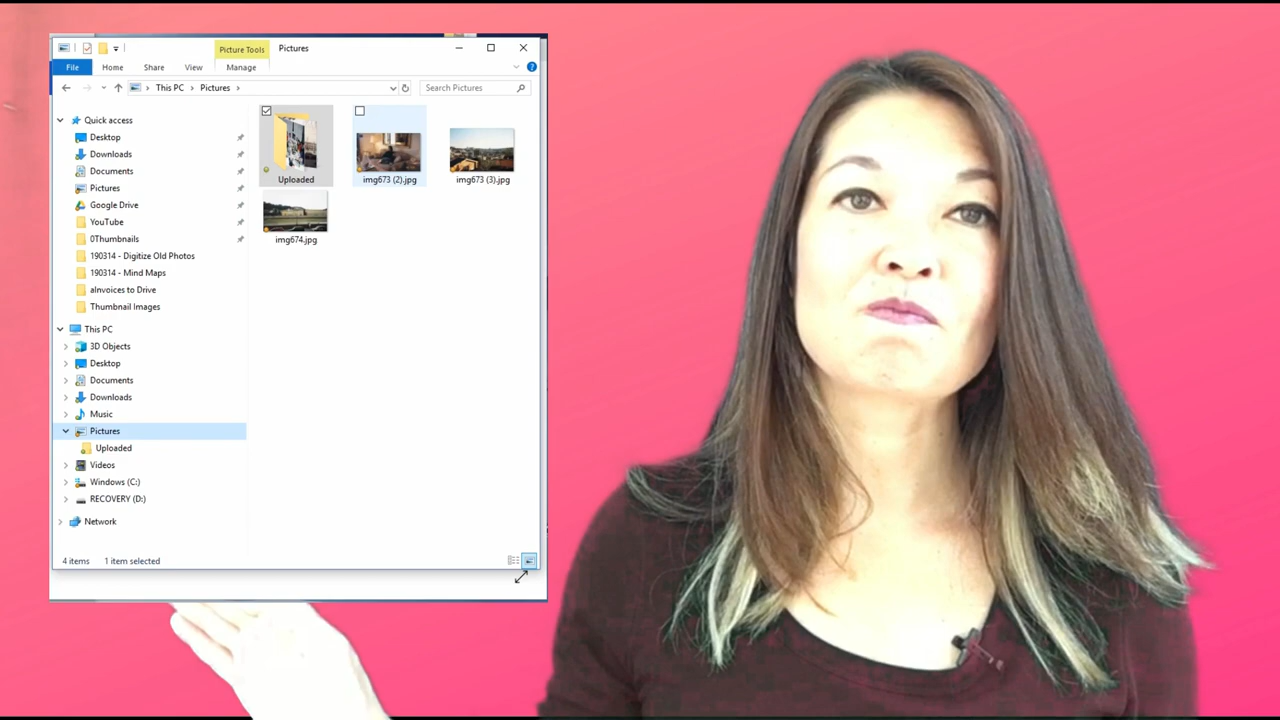 Picture Tools
Pictures
File
Home
Share
View
Manage
This PC
Pictures
Search Pictures
Quick access
Desktop
Downloads
Documents
Pictures
Google Drive
YouTube
0Thumbnails
190314 - Digitize Old Photos
190314 - Mind Maps
aInvoices to Drive
Thumbnail Images
This PC
3D Objects
Desktop
Documents
Downloads
Music
Pictures
Uploaded
Videos
Windows (C:)
RECOVERY (D:)
Network
Uploaded
img673 (2).jpg
img673 (3).jpg
img674.jpg
4 items
1 item selected